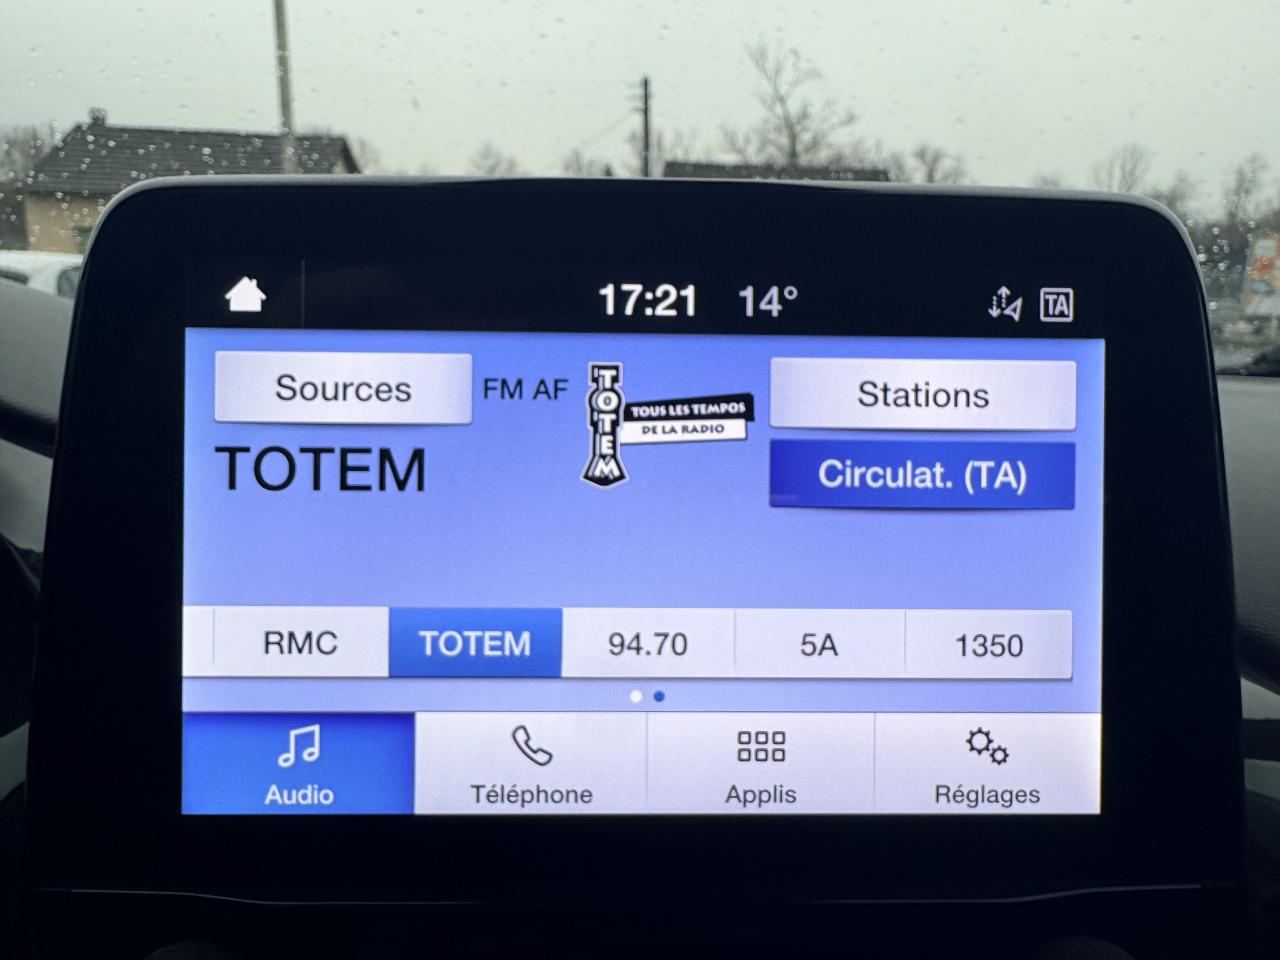 17:21 14°
TA
Sources
FM AF
TOTEM
TOUS LES TEMPOS
DE LA RADIO
Stations
TOTEM
Circulat. (TA)
RMC
TOTEM
94.70
5A
1350
Audio
Téléphone
Applis
Réglages